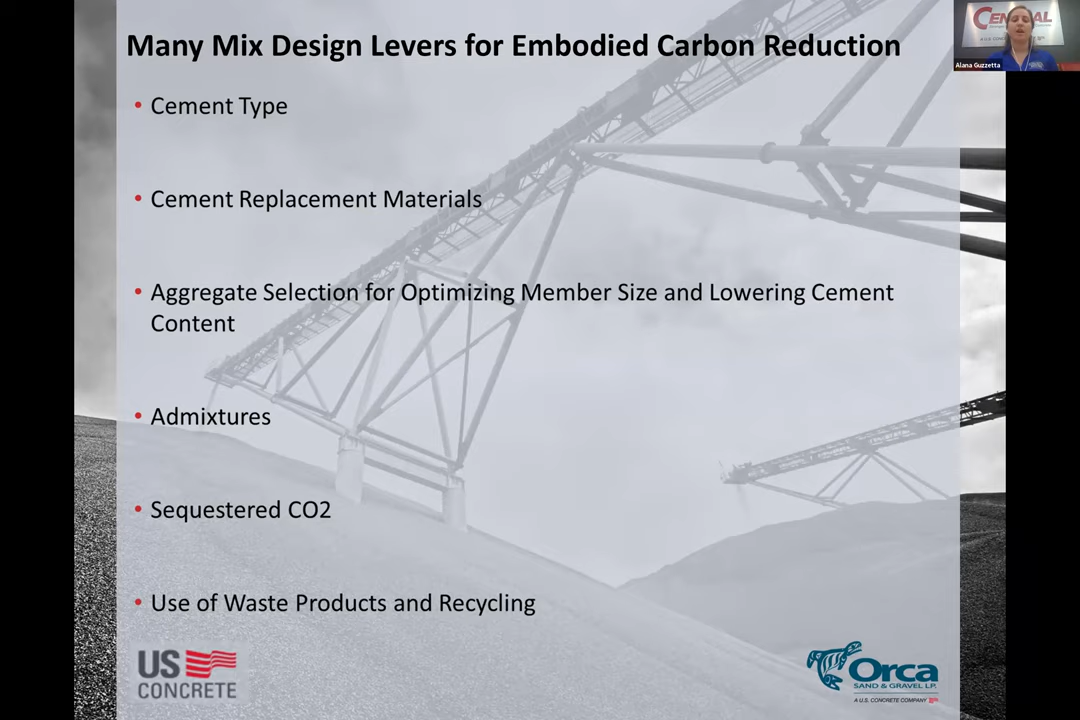 Many Mix Design Levers for Embodied Carbon Reduction
CENTRAL
Alana Guzzetta
• Cement Type
• Cement Replacement Materials
• Aggregate Selection for Optimizing Member Size and Lowering Cement
Content
• Admixtures
• Sequestered CO2
• Use of Waste Products and Recycling
US
CONCRETE
Orca
SAND & GRAVEL LP.
A U.S. CONCRETE COMPANY